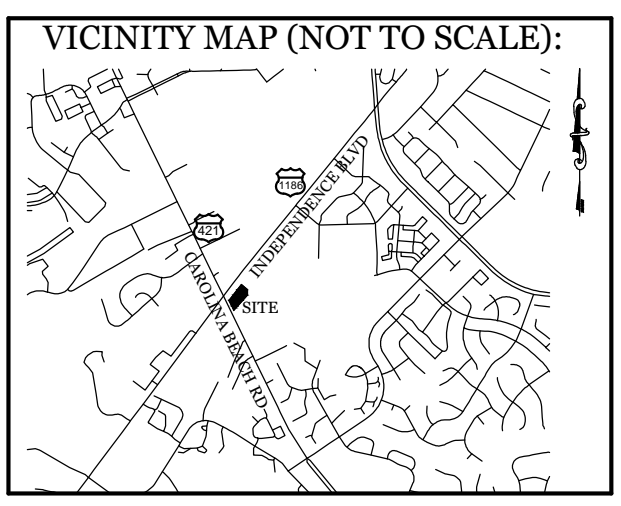 VICINITY MAP (NOT TO SCALE):
1186
INDEPENDENCE BLVD
421
CAROLINA BEACH RD
SITE